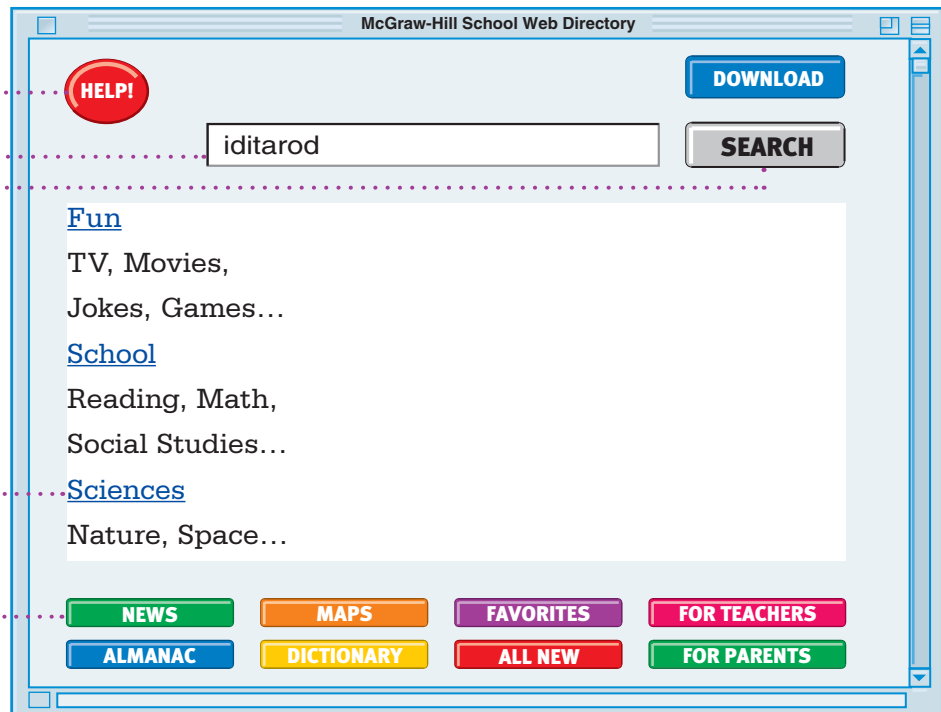 McGraw-Hill School Web Directory
HELP!
DOWNLOAD
iditarod
SEARCH
Fun
TV, Movies,
Jokes, Games…
School
Reading, Math,
Social Studies…
Sciences
Nature, Space…
NEWS
MAPS
FAVORITES
FOR TEACHERS
ALMANAC
DICTIONARY
ALL NEW
FOR PARENTS